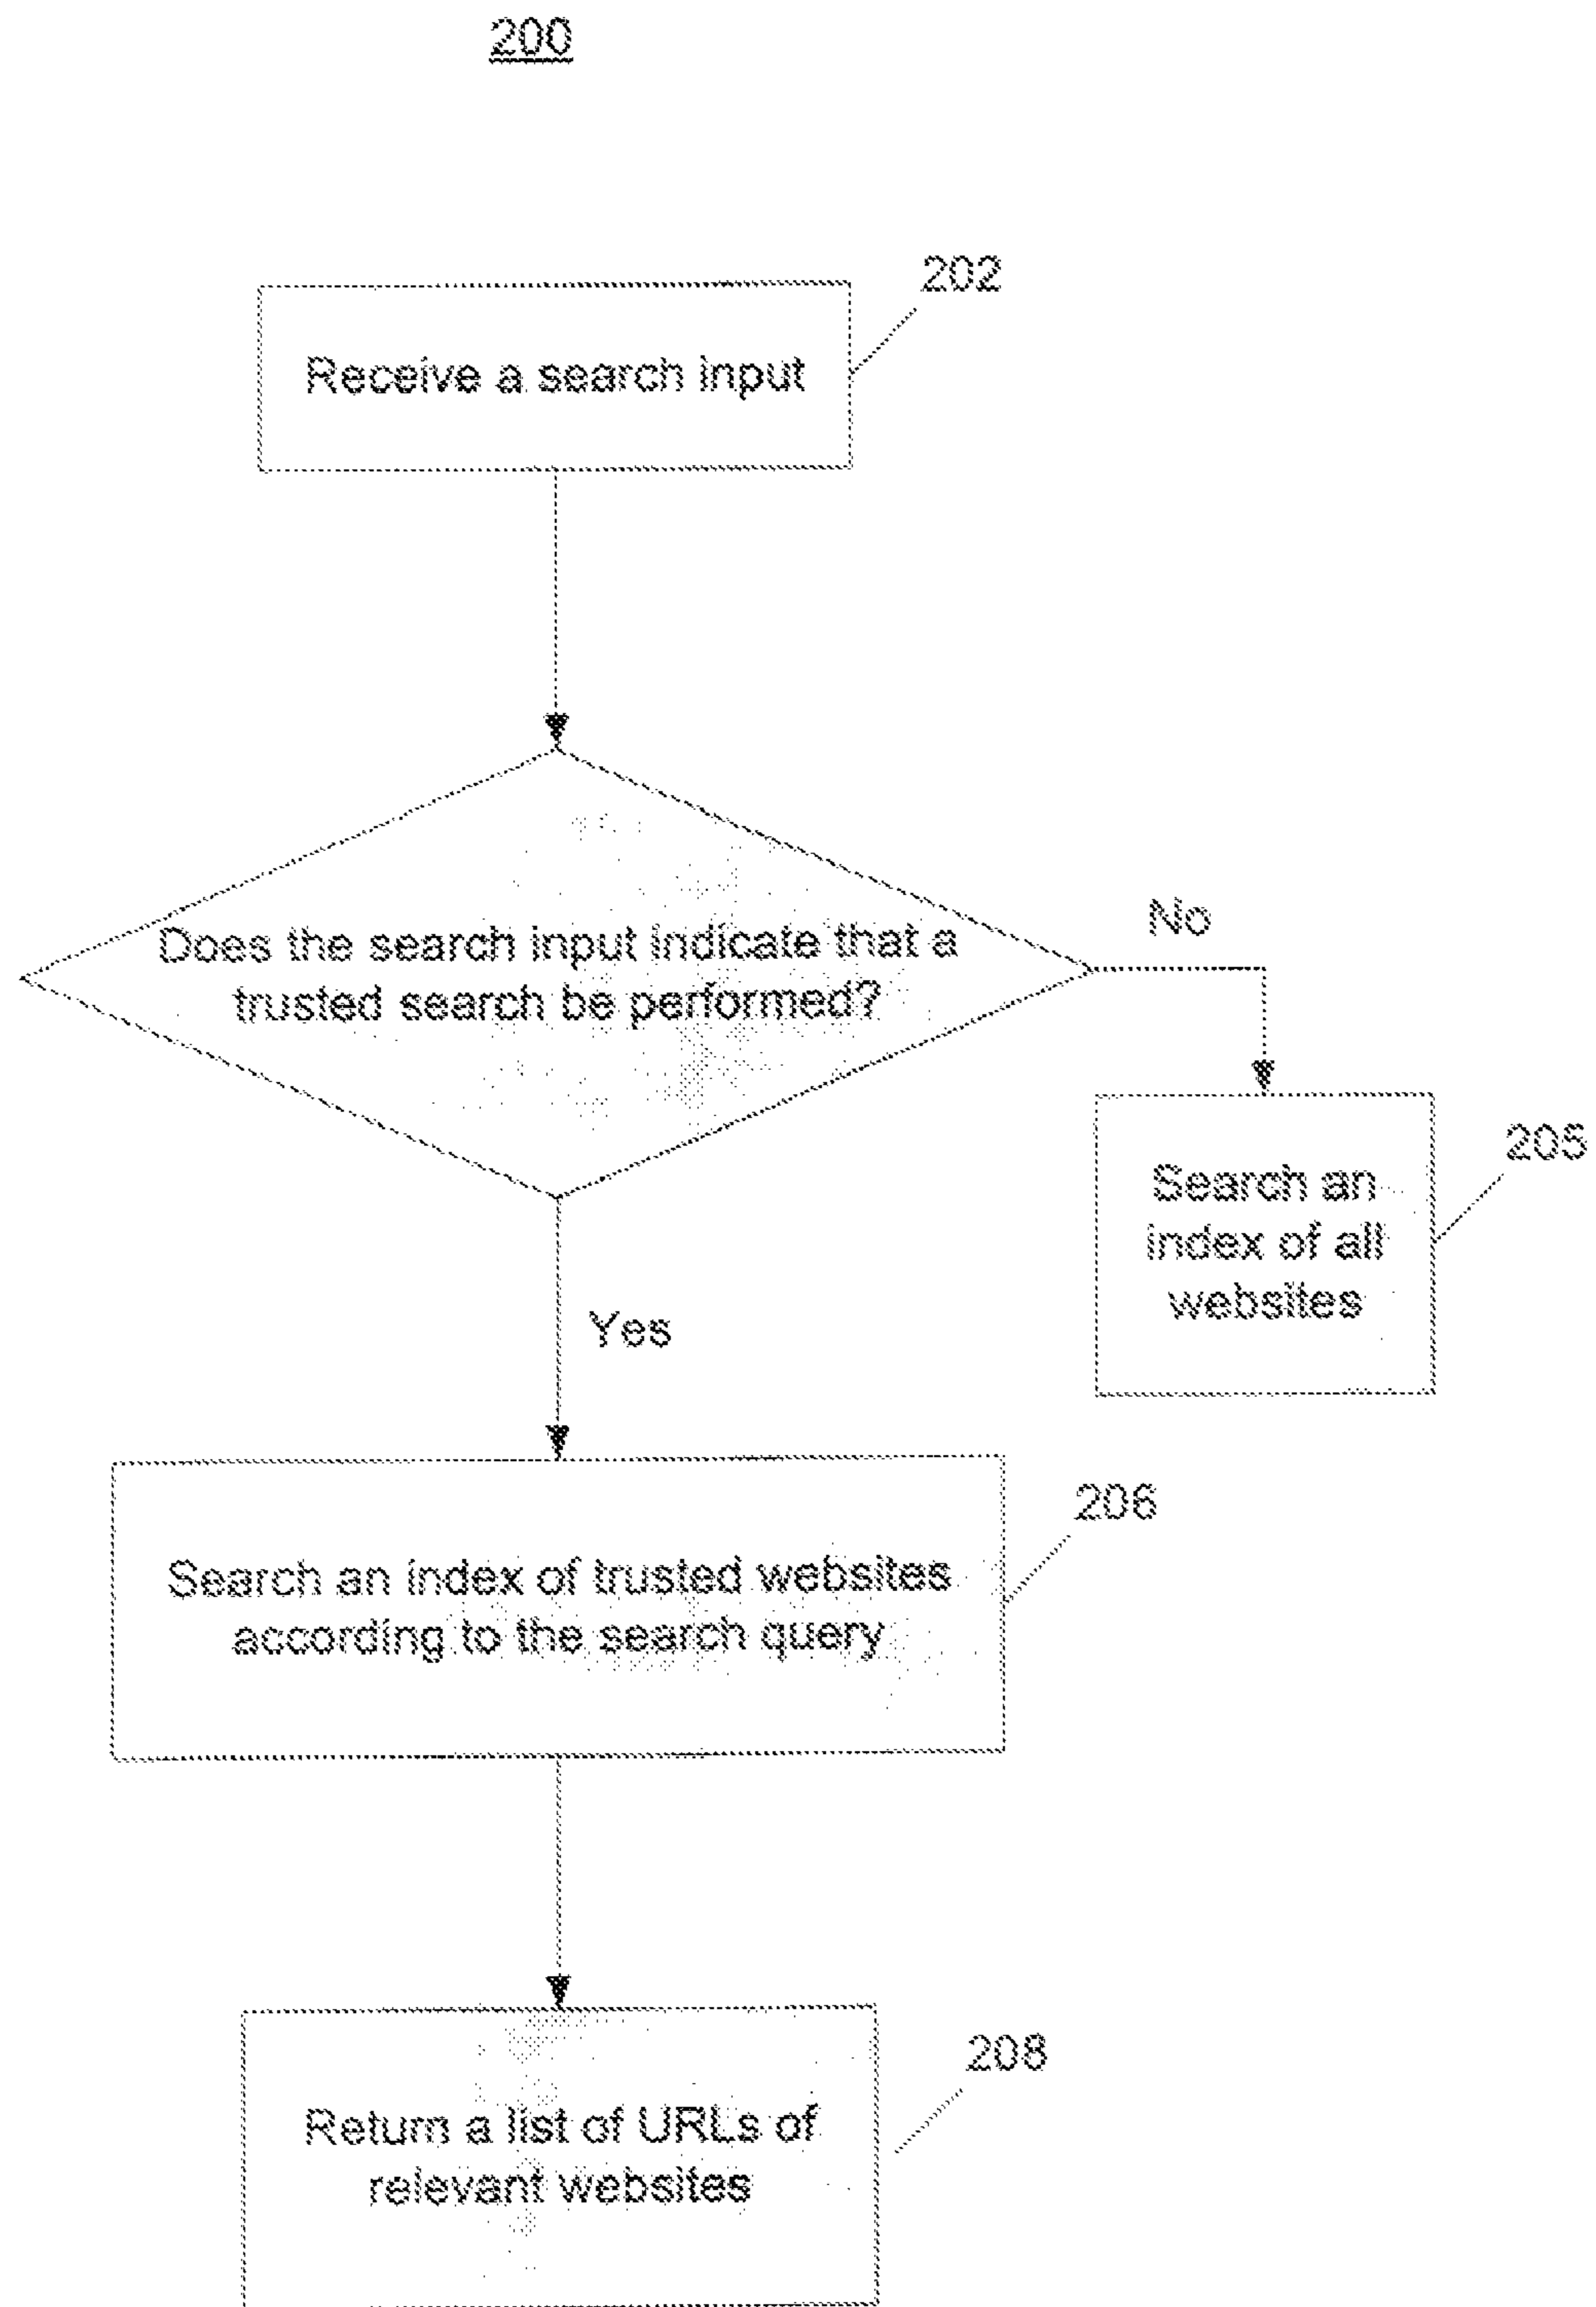 200
202
Receive a search input
Does the search input indicate that a
trusted search be performed?
No
205
Search an
index of all
websites
Yes
206
Search an index of trusted websites
according to the search query
208
Return a list of URLs of
relevant websites